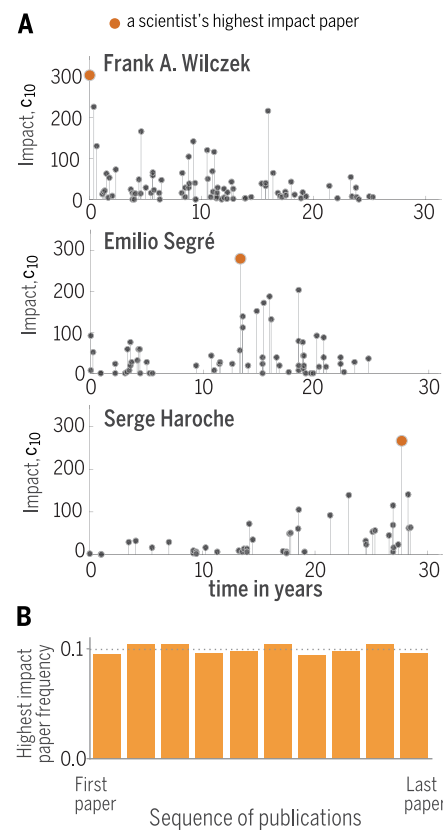 A
a scientist's highest impact paper
Frank A. Wilczek
Impact, c10
300
200
100
0
0 10 20 30
Emilio Segré
Impact, c10
300
200
100
0
0 10 20 30
Serge Haroche
Impact, c10
300
200
100
0
0 10 20 30
time in years
B
Highest impact
paper frequency
0.1
0.0
First
paper
Last
paper
Sequence of publications